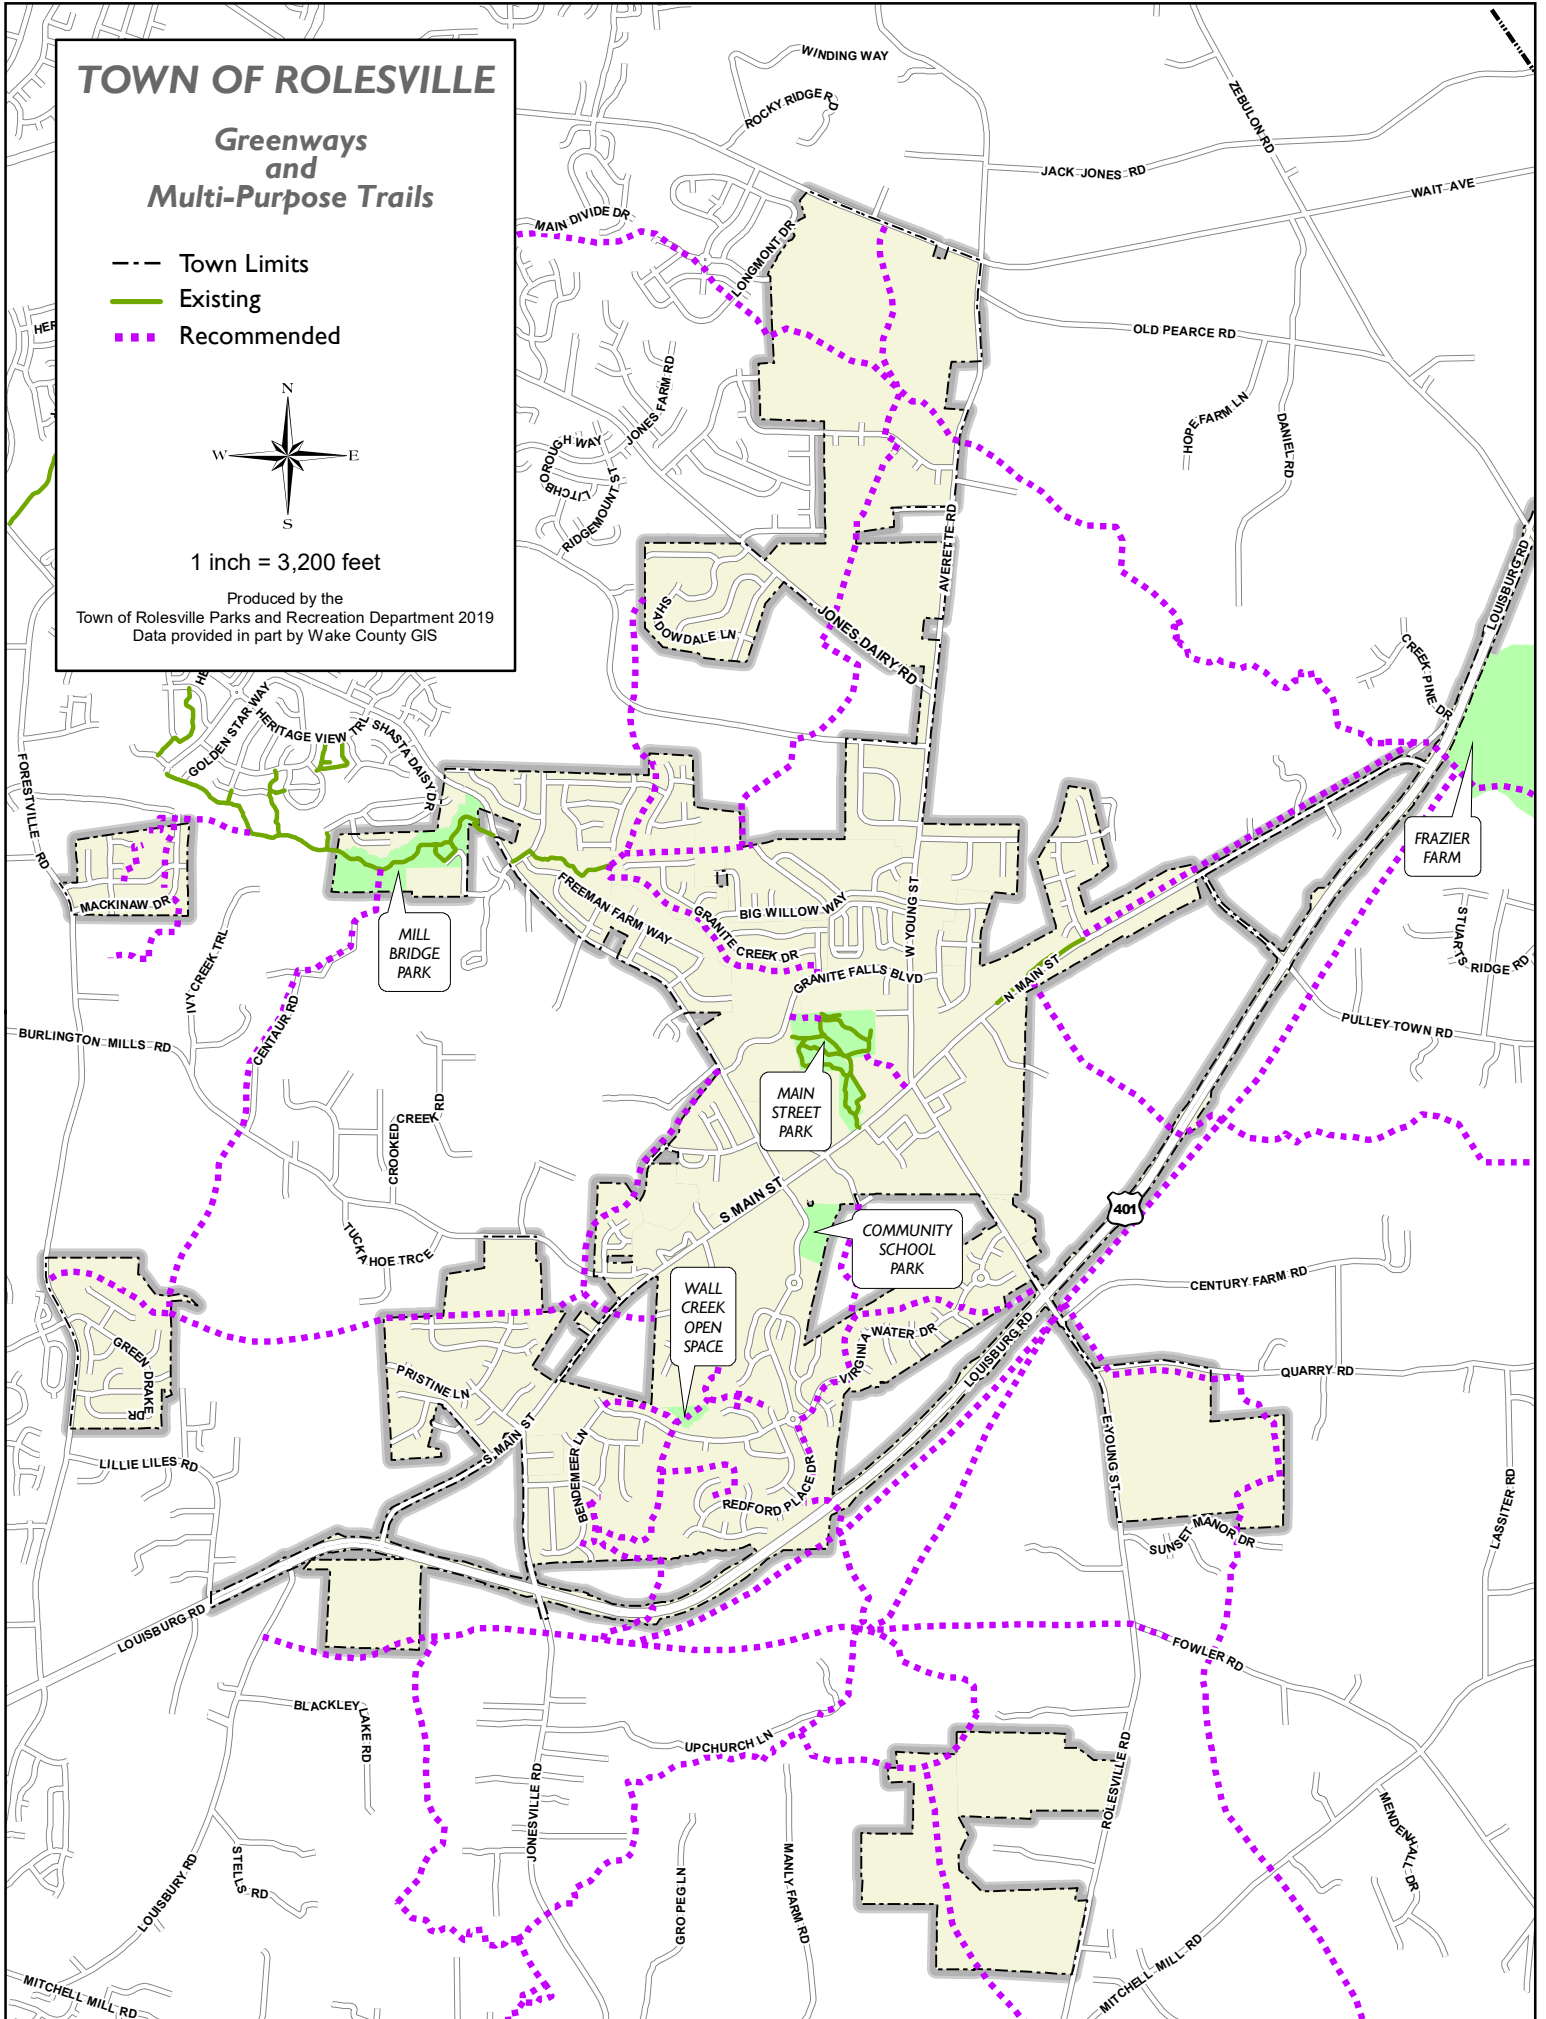 TOWN OF ROLESVILLE
Greenways
and
Multi-Purpose Trails
Town Limits
Existing
Recommended
N
W
E
S
1 inch = 3,200 feet
Produced by the
Town of Rolesville Parks and Recreation Department 2019
Data provided in part by Wake County GIS
WINDING WAY
ROCKY RIDGE RD
ZEBULON RD
JACK JONES RD
WAIT AVE
MAIN DIVIDE DR
LONGMONT DR
OLD PEARCE RD
HER
JONES FARM RD
HOPE FARM LN
DANIEL RD
LITCHBOROUGH WAY
RIDGEMOUNT ST
AVERETTE RD
LOUISBURG RD
SHADOWDALE LN
JONES DAIRY RD
CREEK PINE DR
HE
GOLDEN STAR WAY
HERITAGE VIEW TRL
SHASTA DAISY DR
FORESTVILLE RD
FRAZIER
FARM
MACKINAW DR
FREEMAN FARM WAY
GRANITE CREEK DR
BIG WILLOW WAY
W YOUNG ST
MILL
BRIDGE
PARK
STUARTS RIDGE RD
IVY CREEK TRL
GRANITE FALLS BLVD
N MAIN ST
CENTAUR RD
BURLINGTON MILLS RD
PULLEY TOWN RD
MAIN
STREET
PARK
CROOKED CREEK RD
S MAIN ST
401
COMMUNITY
SCHOOL
PARK
TUCKAHOE TRCE
WALL
CREEK
OPEN
SPACE
CENTURY FARM RD
VIRGINIA WATER DR
LOUISBURG RD
GREEN DRAKE DR
PRISTINE LN
QUARRY RD
E YOUNG ST
S MAIN ST
BENDEMEER LN
LILLIE LILES RD
REDFORD PLACE DR
LASSITER RD
SUNSET MANOR DR
LOUISBURG RD
FOWLER RD
BLACKLEY LAKE RD
UPCHURCH LN
ROLESVILLE RD
JONESVILLE RD
MENDENHALL DR
STELLS RD
LOUISBURY RD
GRO PEG LN
MANLY FARM RD
MITCHELL MILL RD
MITCHELL MILL RD